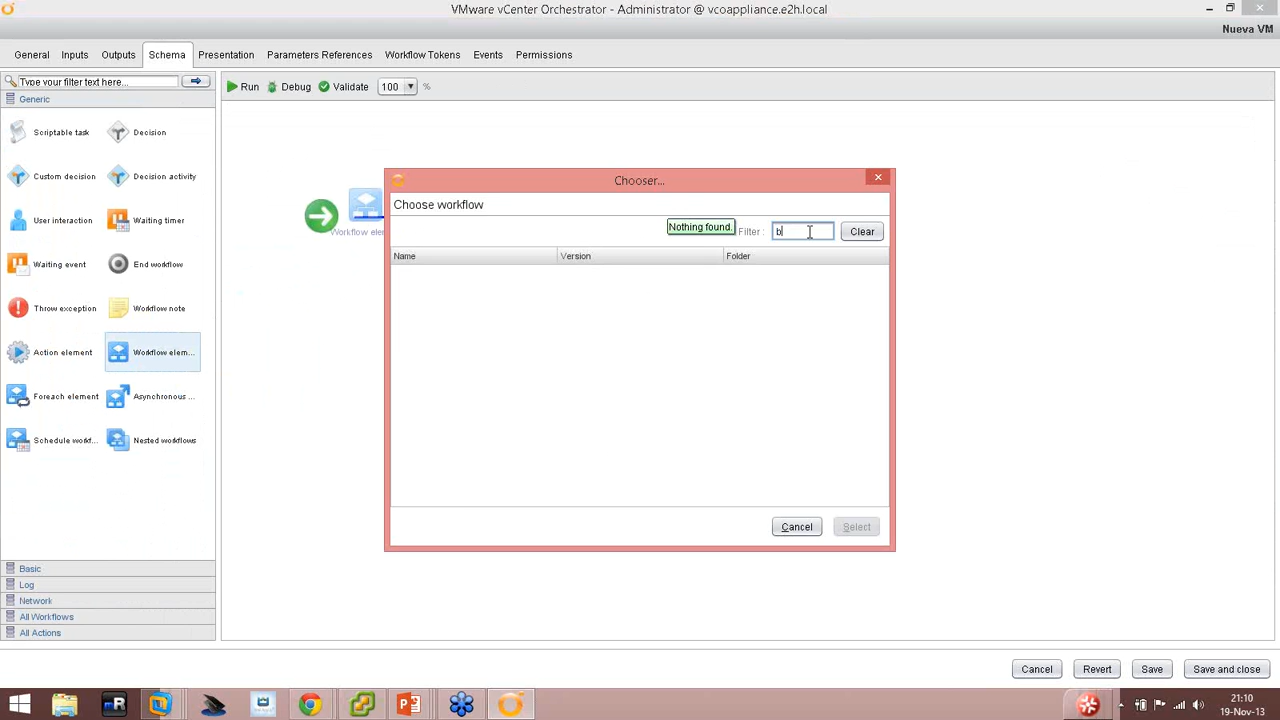 VMware vCenter Orchestrator - Administrator @ vcoappliance.e2h.local
Nueva VM
General Inputs Outputs Schema Presentation Parameters References Workflow Tokens Events Permissions
Type your filter text here...
Run Debug Validate 100 %
Generic
Scriptable task Decision
Custom decision Decision activity
User interaction Waiting timer
Waiting event End workflow
Throw exception Workflow note
Action element Workflow elem...
Foreach element Asynchronous ...
Schedule workf... Nested workflows
Basic
Log
Network
All Workflows
All Actions
Workflow ele
Chooser...
Choose workflow
Nothing found. Filter : b Clear
Name Version Folder
Cancel Select
Cancel Revert Save Save and close
21:10
19-Nov-13